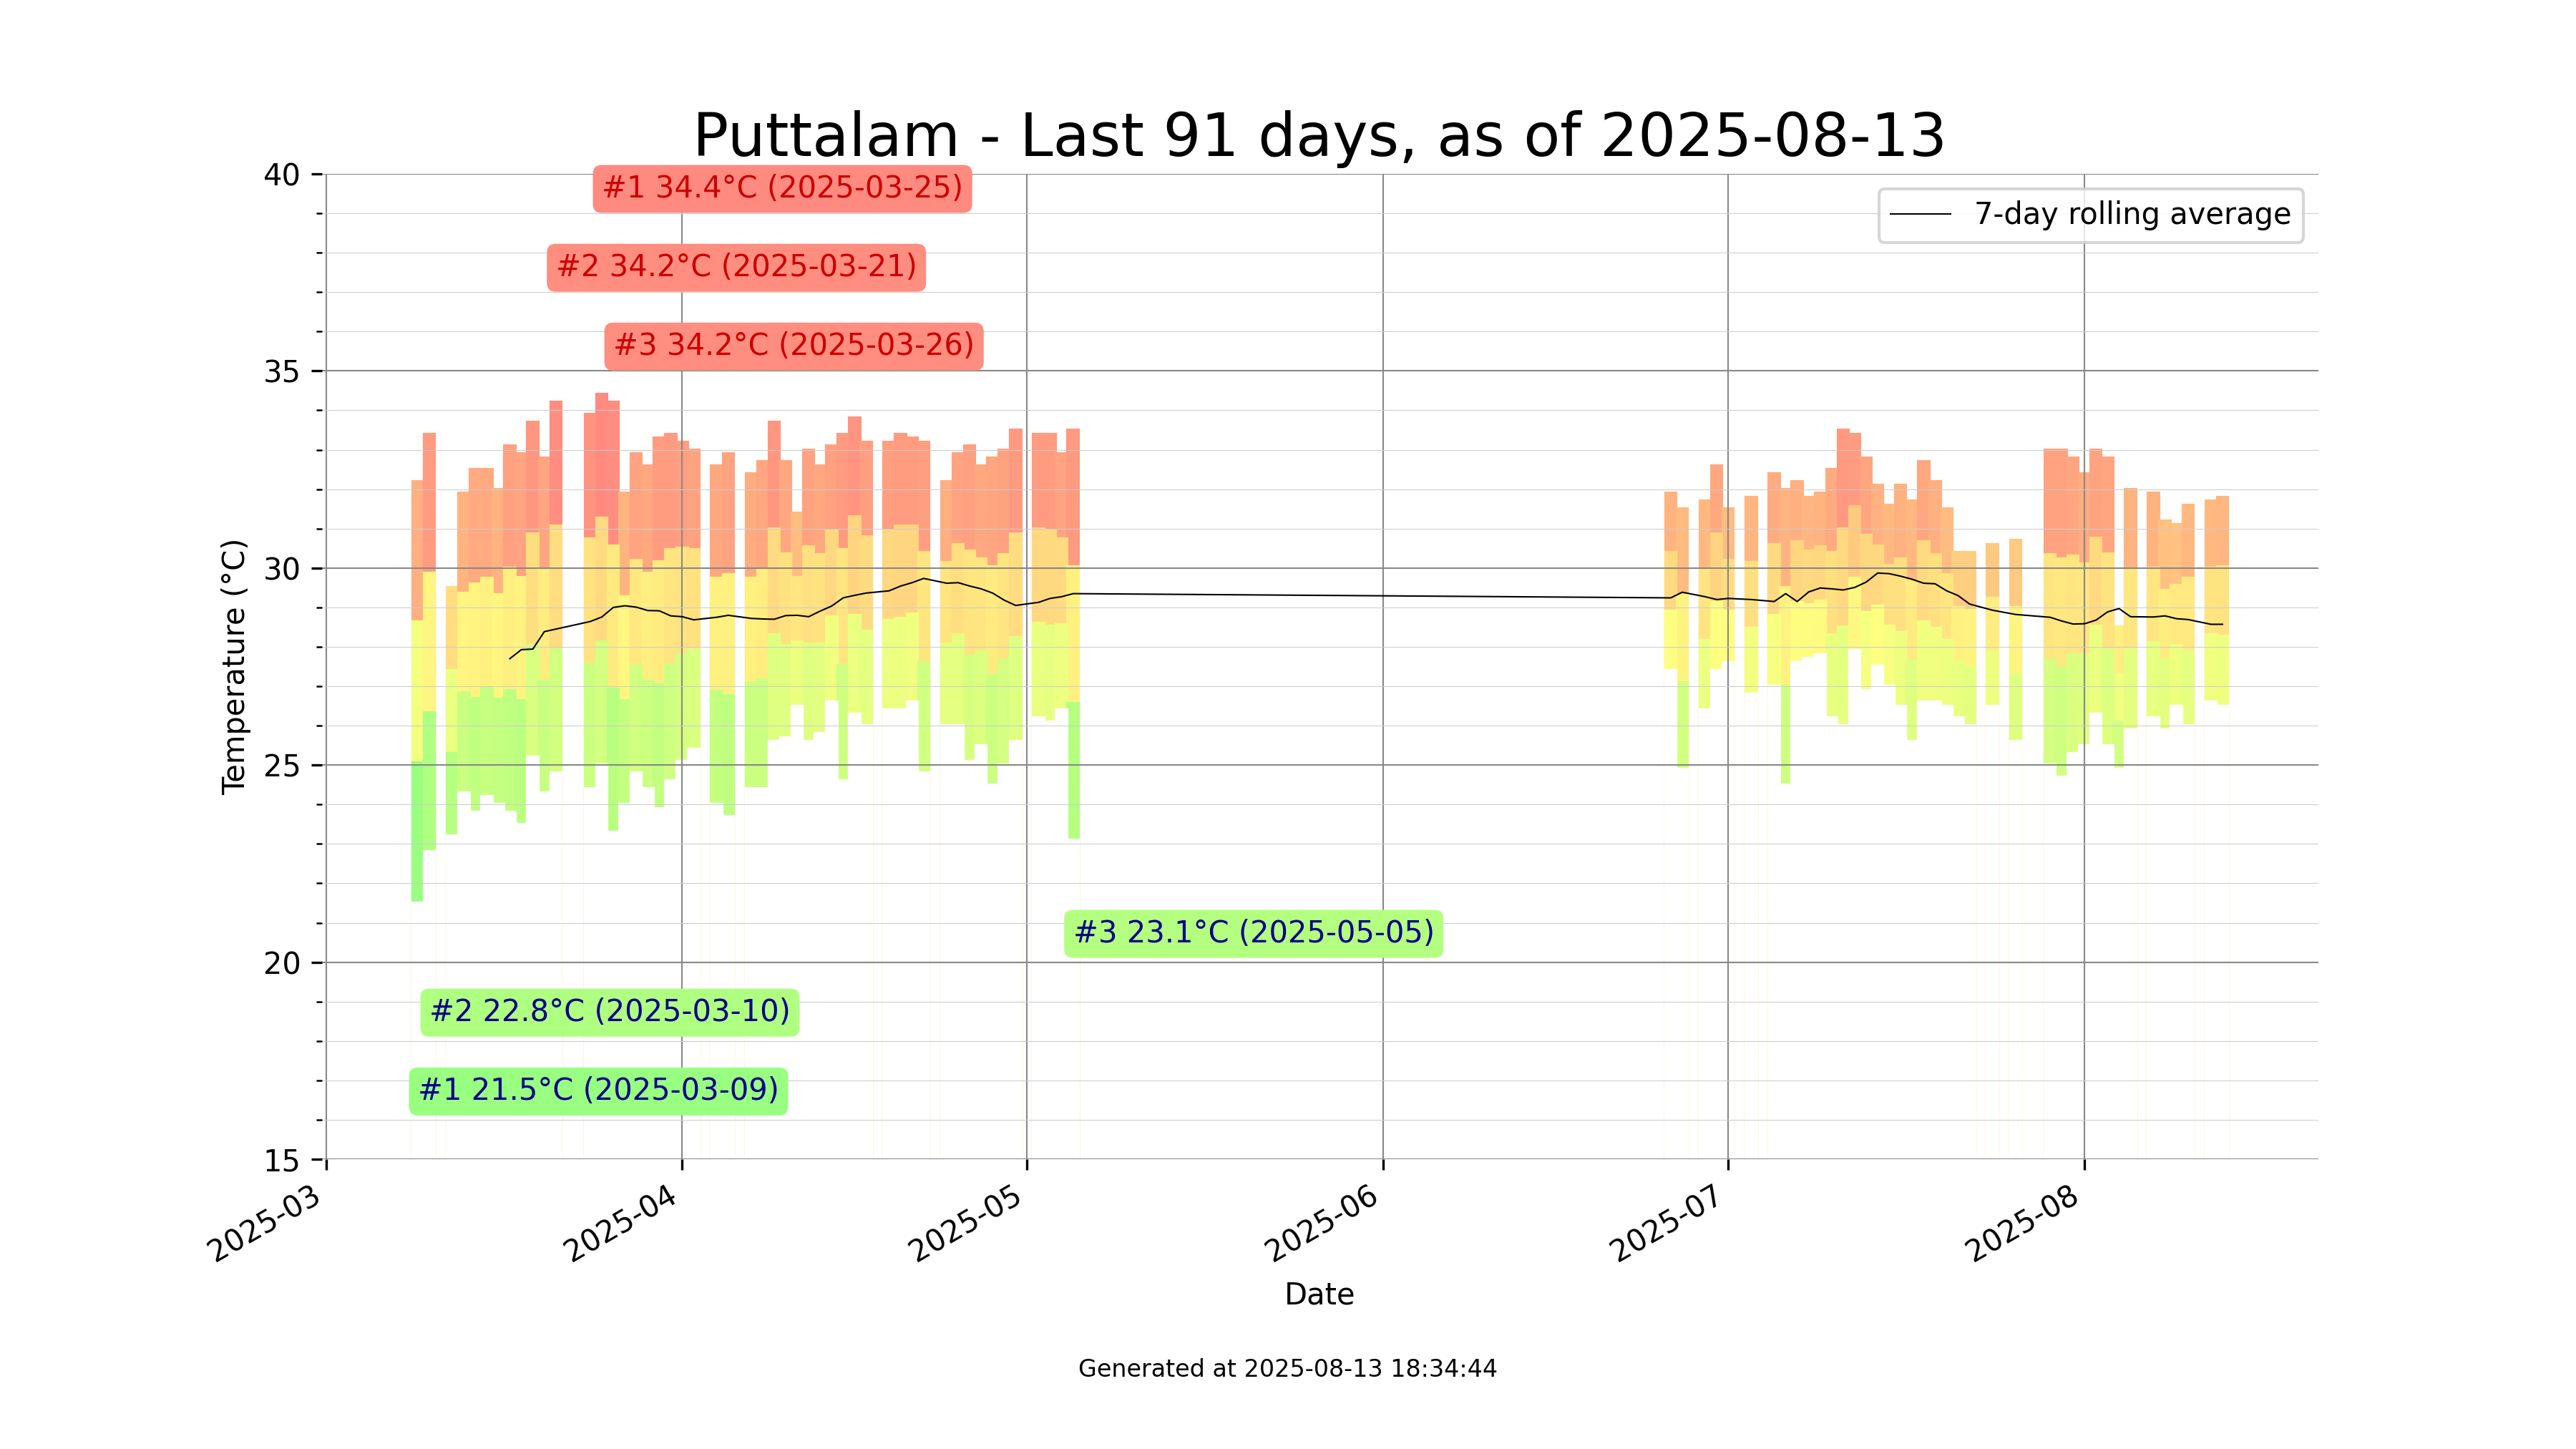 Puttalam - Last 91 days, as of 2025-08-13
7-day rolling average
#1 34.4°C (2025-03-25)
#2 34.2°C (2025-03-21)
#3 34.2°C (2025-03-26)
#3 23.1°C (2025-05-05)
#2 22.8°C (2025-03-10)
#1 21.5°C (2025-03-09)
Temperature (°C)
40
35
30
25
20
15
2025-03
2025-04
2025-05
2025-06
2025-07
2025-08
Date
Generated at 2025-08-13 18:34:44